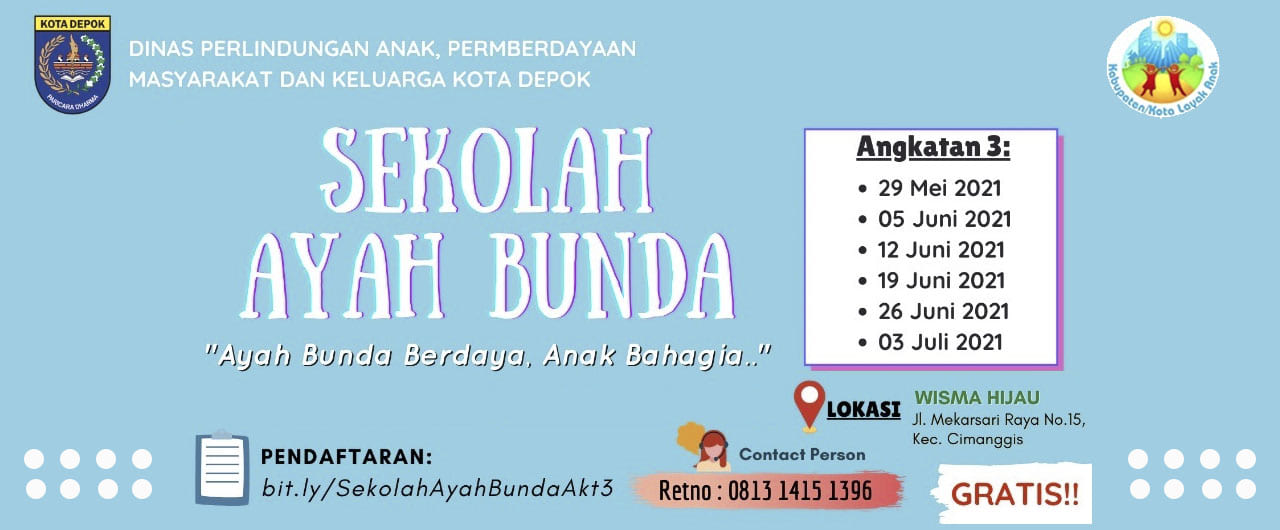 KOTA DEPOK
PARICARA DHARMA
DINAS PERLINDUNGAN ANAK, PERMBERDAYAAN
MASYARAKAT DAN KELUARGA KOTA DEPOK
Kabupaten/Kota Layak Anak
SEKOLAH
AYAH BUNDA
"Ayah Bunda Berdaya, Anak Bahagia.."
Angkatan 3:
• 29 Mei 2021
• 05 Juni 2021
• 12 Juni 2021
• 19 Juni 2021
• 26 Juni 2021
• 03 Juli 2021
LOKASI
WISMA HIJAU
Jl. Mekarsari Raya No.15,
Kec. Cimanggis
PENDAFTARAN:
bit.ly/SekolahAyahBundaAkt3
Contact Person
Retno : 0813 1415 1396
GRATIS!!